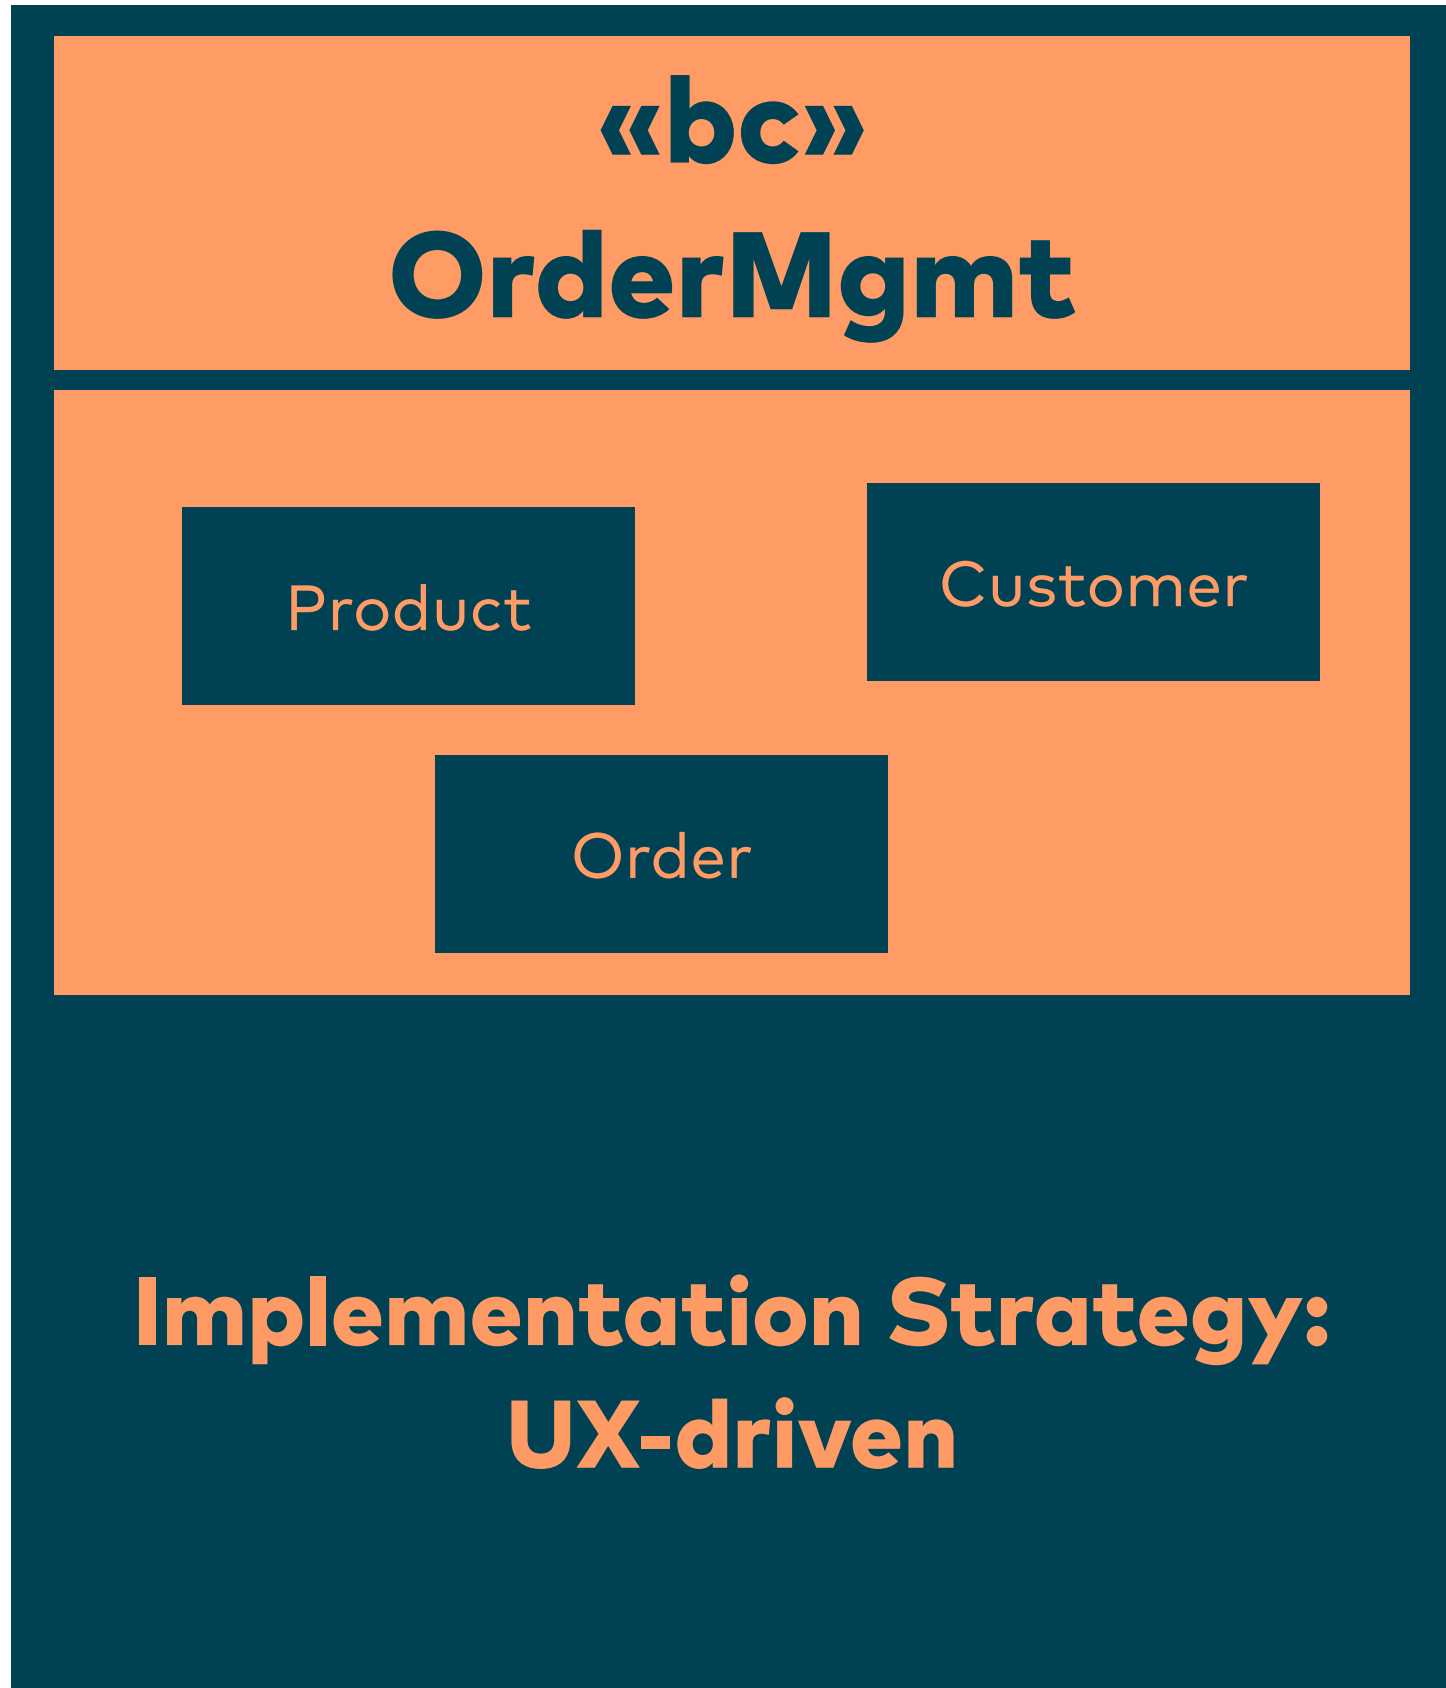 «bc»
OrderMgmt
Product
Customer
Order
Implementation Strategy:
UX-driven